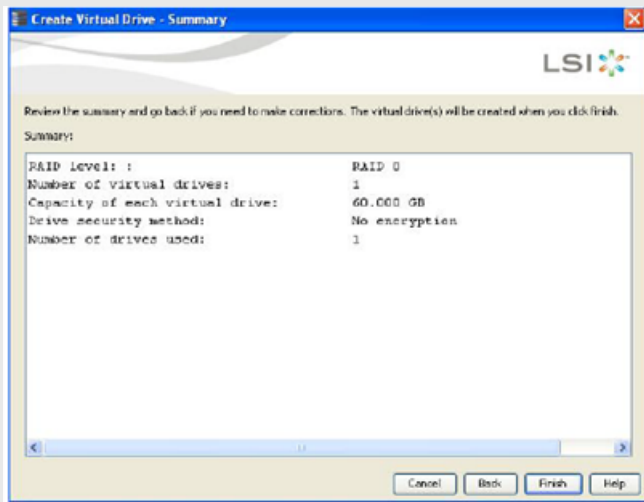 Create Virtual Drive - Summary
LSI
Review the summary and go back if you need to make corrections. The virtual drive(s) will be created when you click finish.
Summary:
RAID level: : RAID 0
Number of virtual drives: 1
Capacity of each virtual drive: 60.000 GB
Drive security method: No encryption
Number of drives used: 1
Cancel Back Finish Help